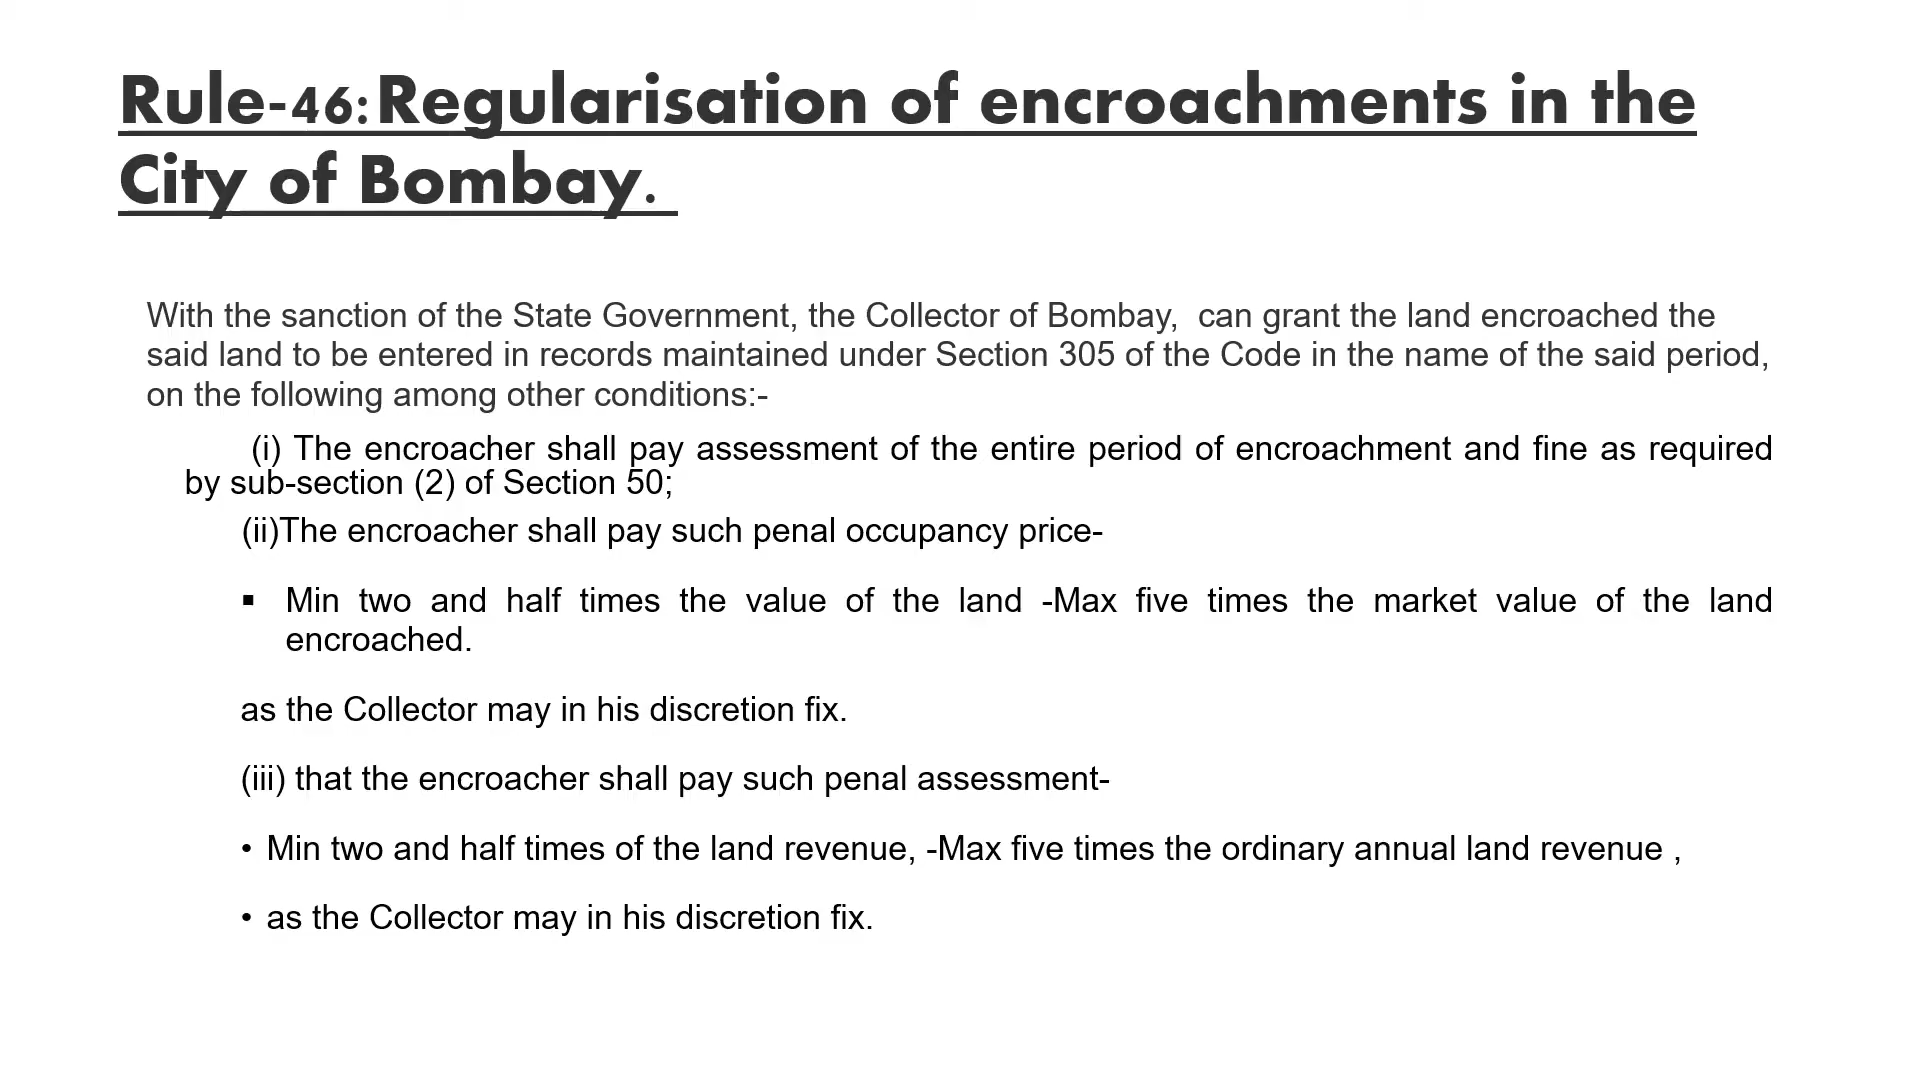 Rule-46:Regularisation of encroachments in the
City of Bombay.
With the sanction of the State Government, the Collector of Bombay, can grant the land encroached the
said land to be entered in records maintained under Section 305 of the Code in the name of the said period,
on the following among other conditions:-
(i) The encroacher shall pay assessment of the entire period of encroachment and fine as required
by sub-section (2) of Section 50;
(ii)The encroacher shall pay such penal occupancy price-
▪ Min two and half times the value of the land -Max five times the market value of the land
encroached.
as the Collector may in his discretion fix.
(iii) that the encroacher shall pay such penal assessment-
• Min two and half times of the land revenue, -Max five times the ordinary annual land revenue ,
• as the Collector may in his discretion fix.